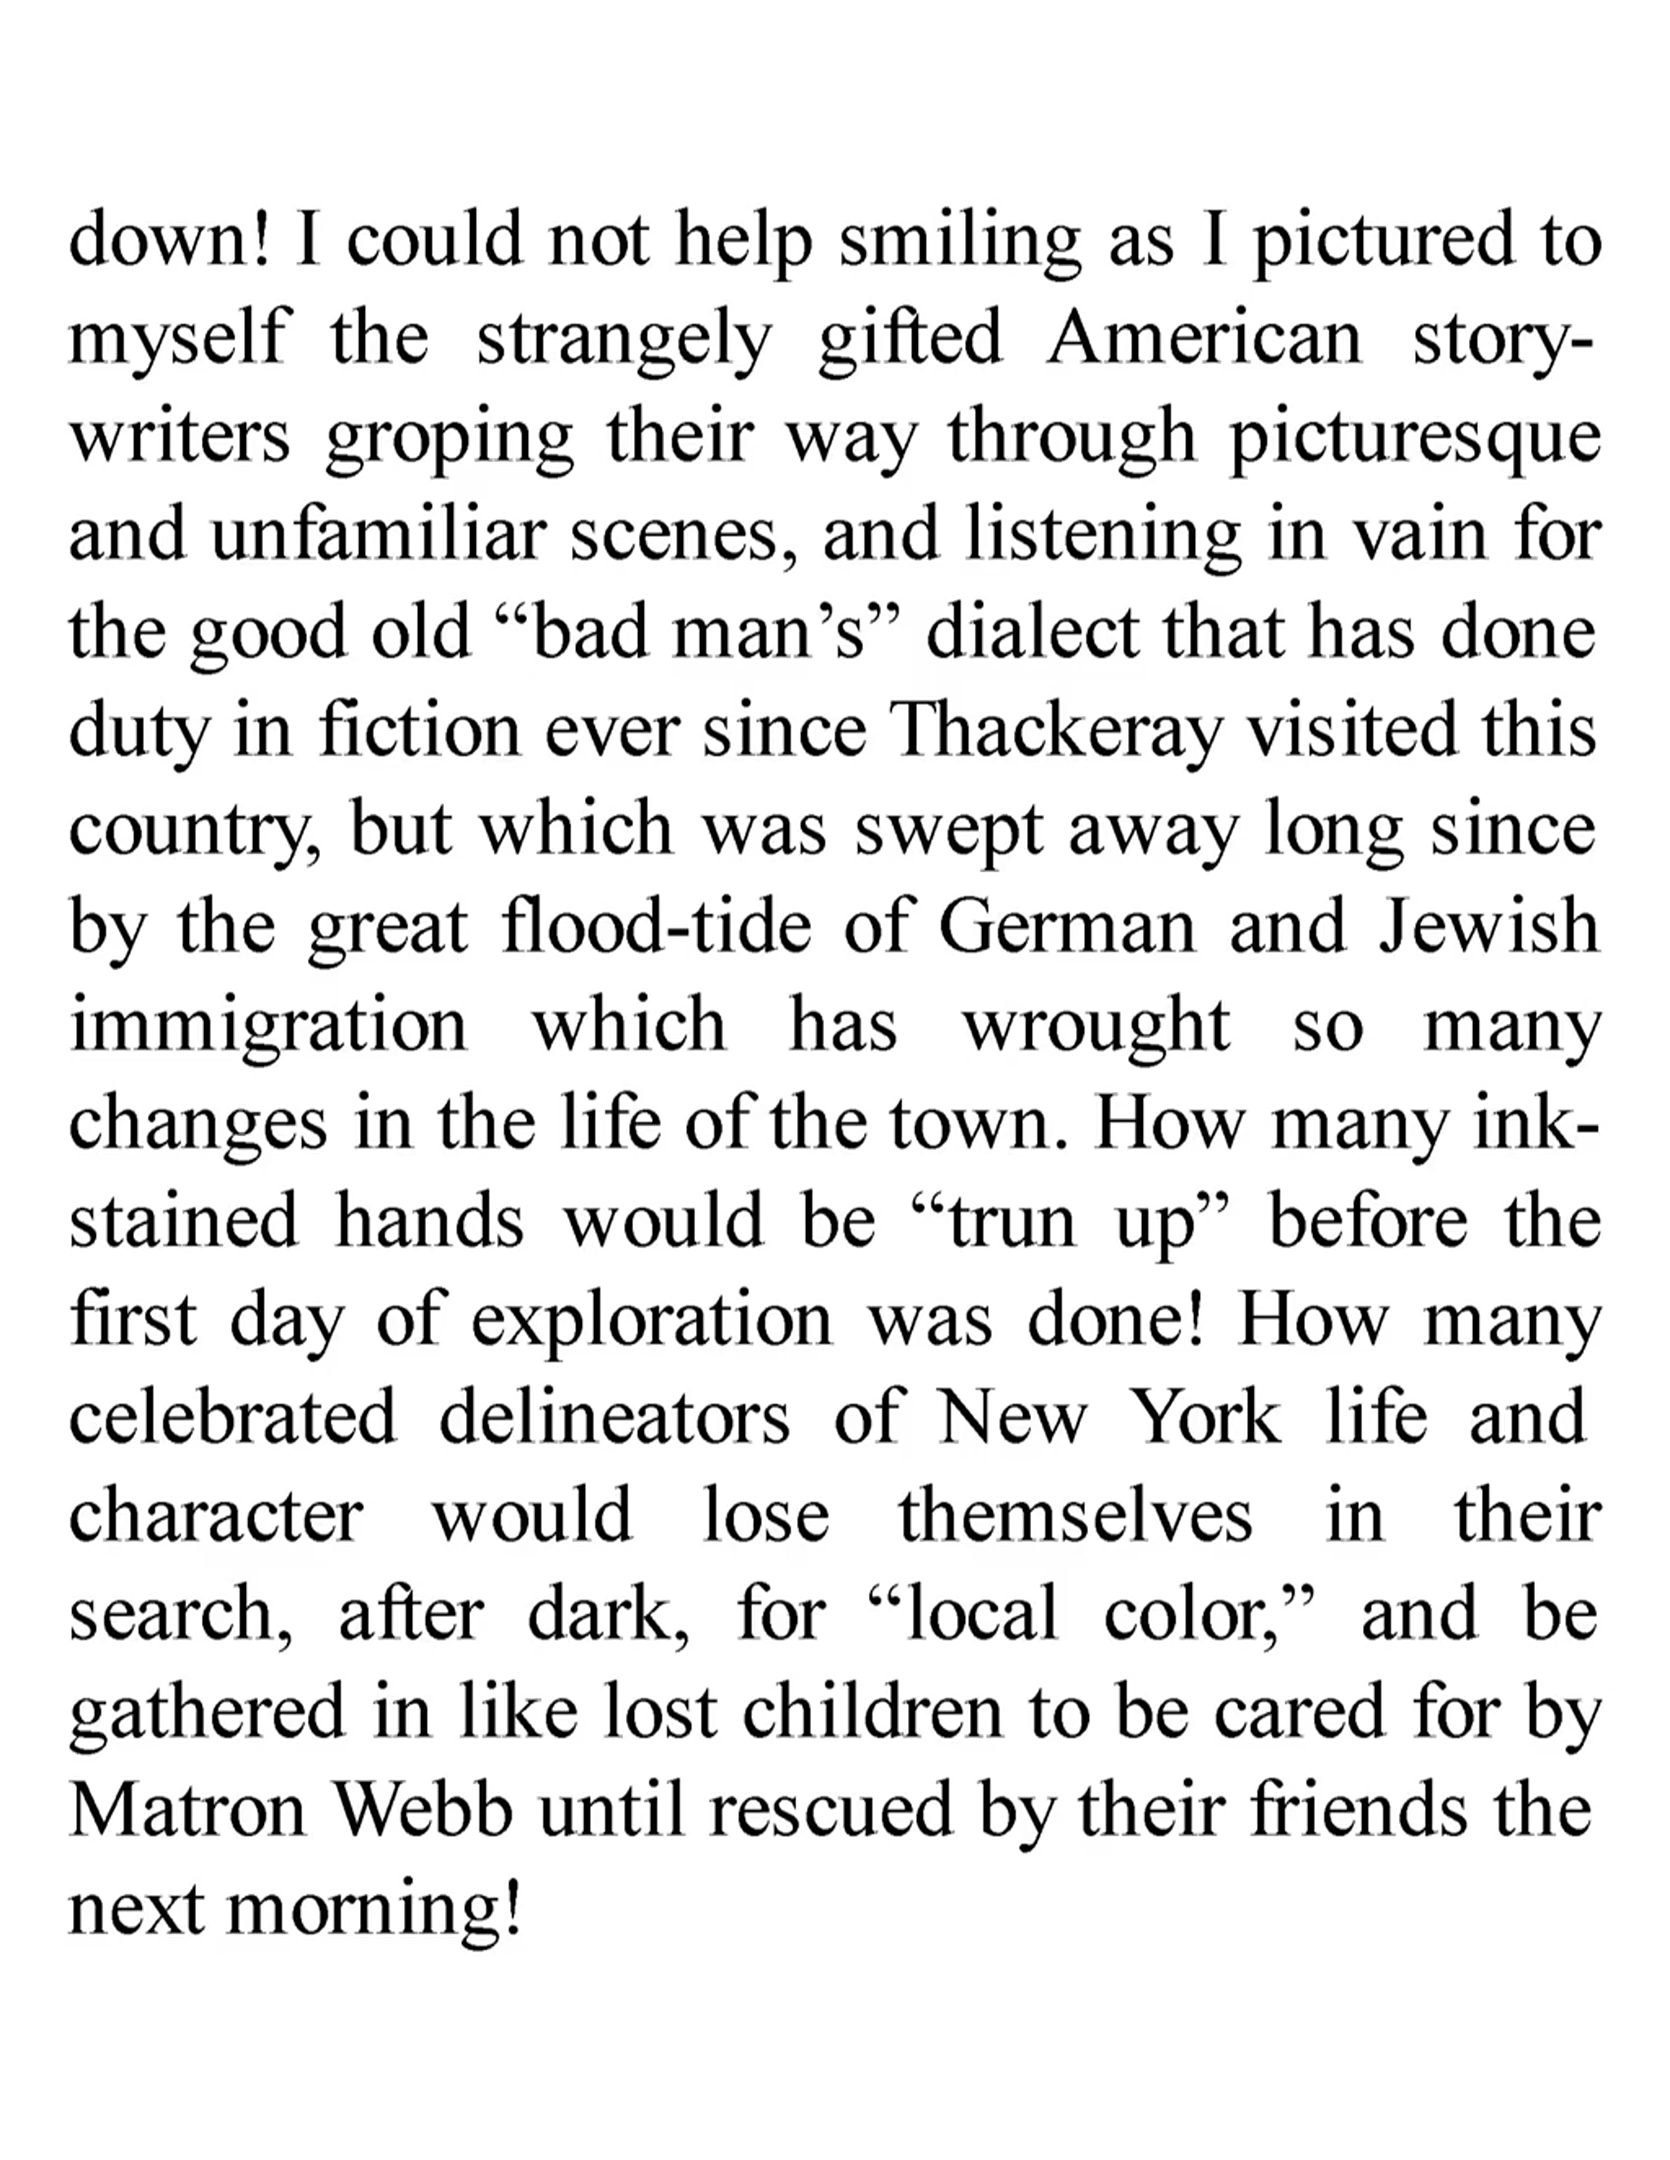 down! I could not help smiling as I pictured to
myself the strangely gifted American story-
writers groping their way through picturesque
and unfamiliar scenes, and listening in vain for
the good old “bad man’s” dialect that has done
duty in fiction ever since Thackeray visited this
country, but which was swept away long since
by the great flood-tide of German and Jewish
immigration which has wrought so many
changes in the life of the town. How many ink-
stained hands would be “trun up” before the
first day of exploration was done! How many
celebrated delineators of New York life and
character would lose themselves in their
search, after dark, for “local color,” and be
gathered in like lost children to be cared for by
Matron Webb until rescued by their friends the
next morning!